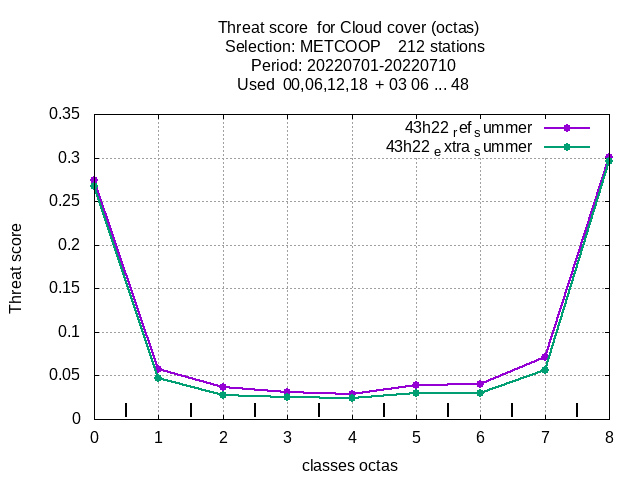 Threat score  for Cloud cover (octas)
Selection: METCOOP    212 stations
Period: 20220701-20220710
Used  00,06,12,18  + 03 06 ... 48
43h22 ref summer
43h22 extra summer
0.35
0.3
0.25
0.2
0.15
0.1
0.05
0
Threat score
0 1 2 3 4 5 6 7 8
classes octas